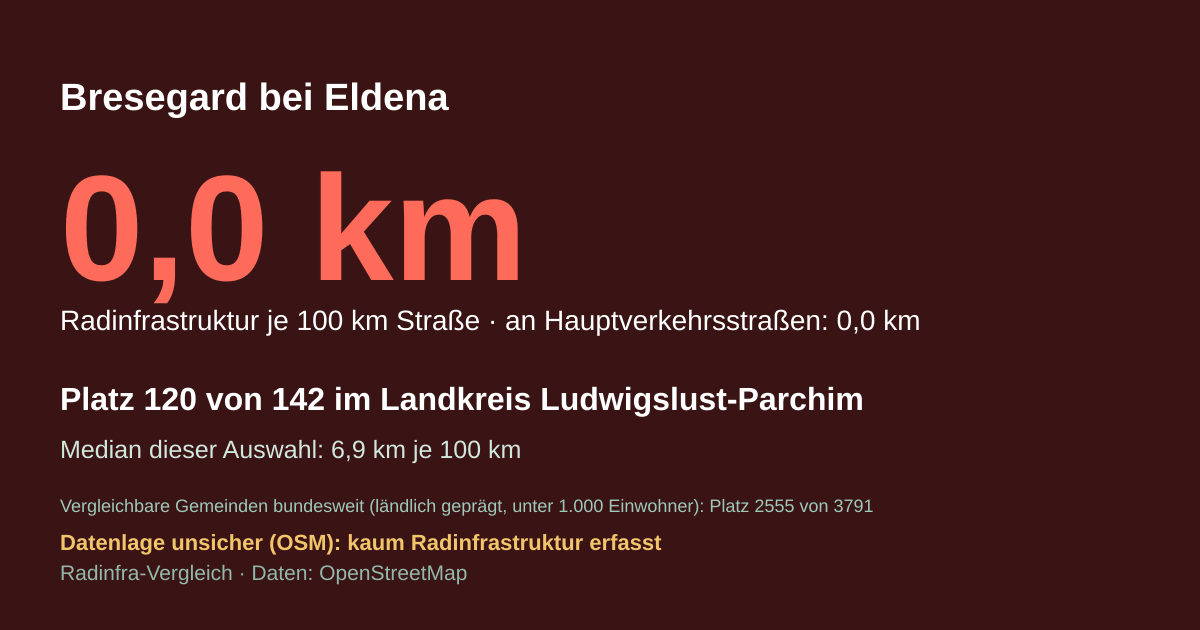 Bresegard bei Eldena
0,0 km
Radinfrastruktur je 100 km Straße · an Hauptverkehrsstraßen: 0,0 km
Platz 120 von 142 im Landkreis Ludwigslust-Parchim
Median dieser Auswahl: 6,9 km je 100 km
Vergleichbare Gemeinden bundesweit (ländlich geprägt, unter 1.000 Einwohner): Platz 2555 von 3791
Datenlage unsicher (OSM): kaum Radinfrastruktur erfasst
Radinfra-Vergleich · Daten: OpenStreetMap